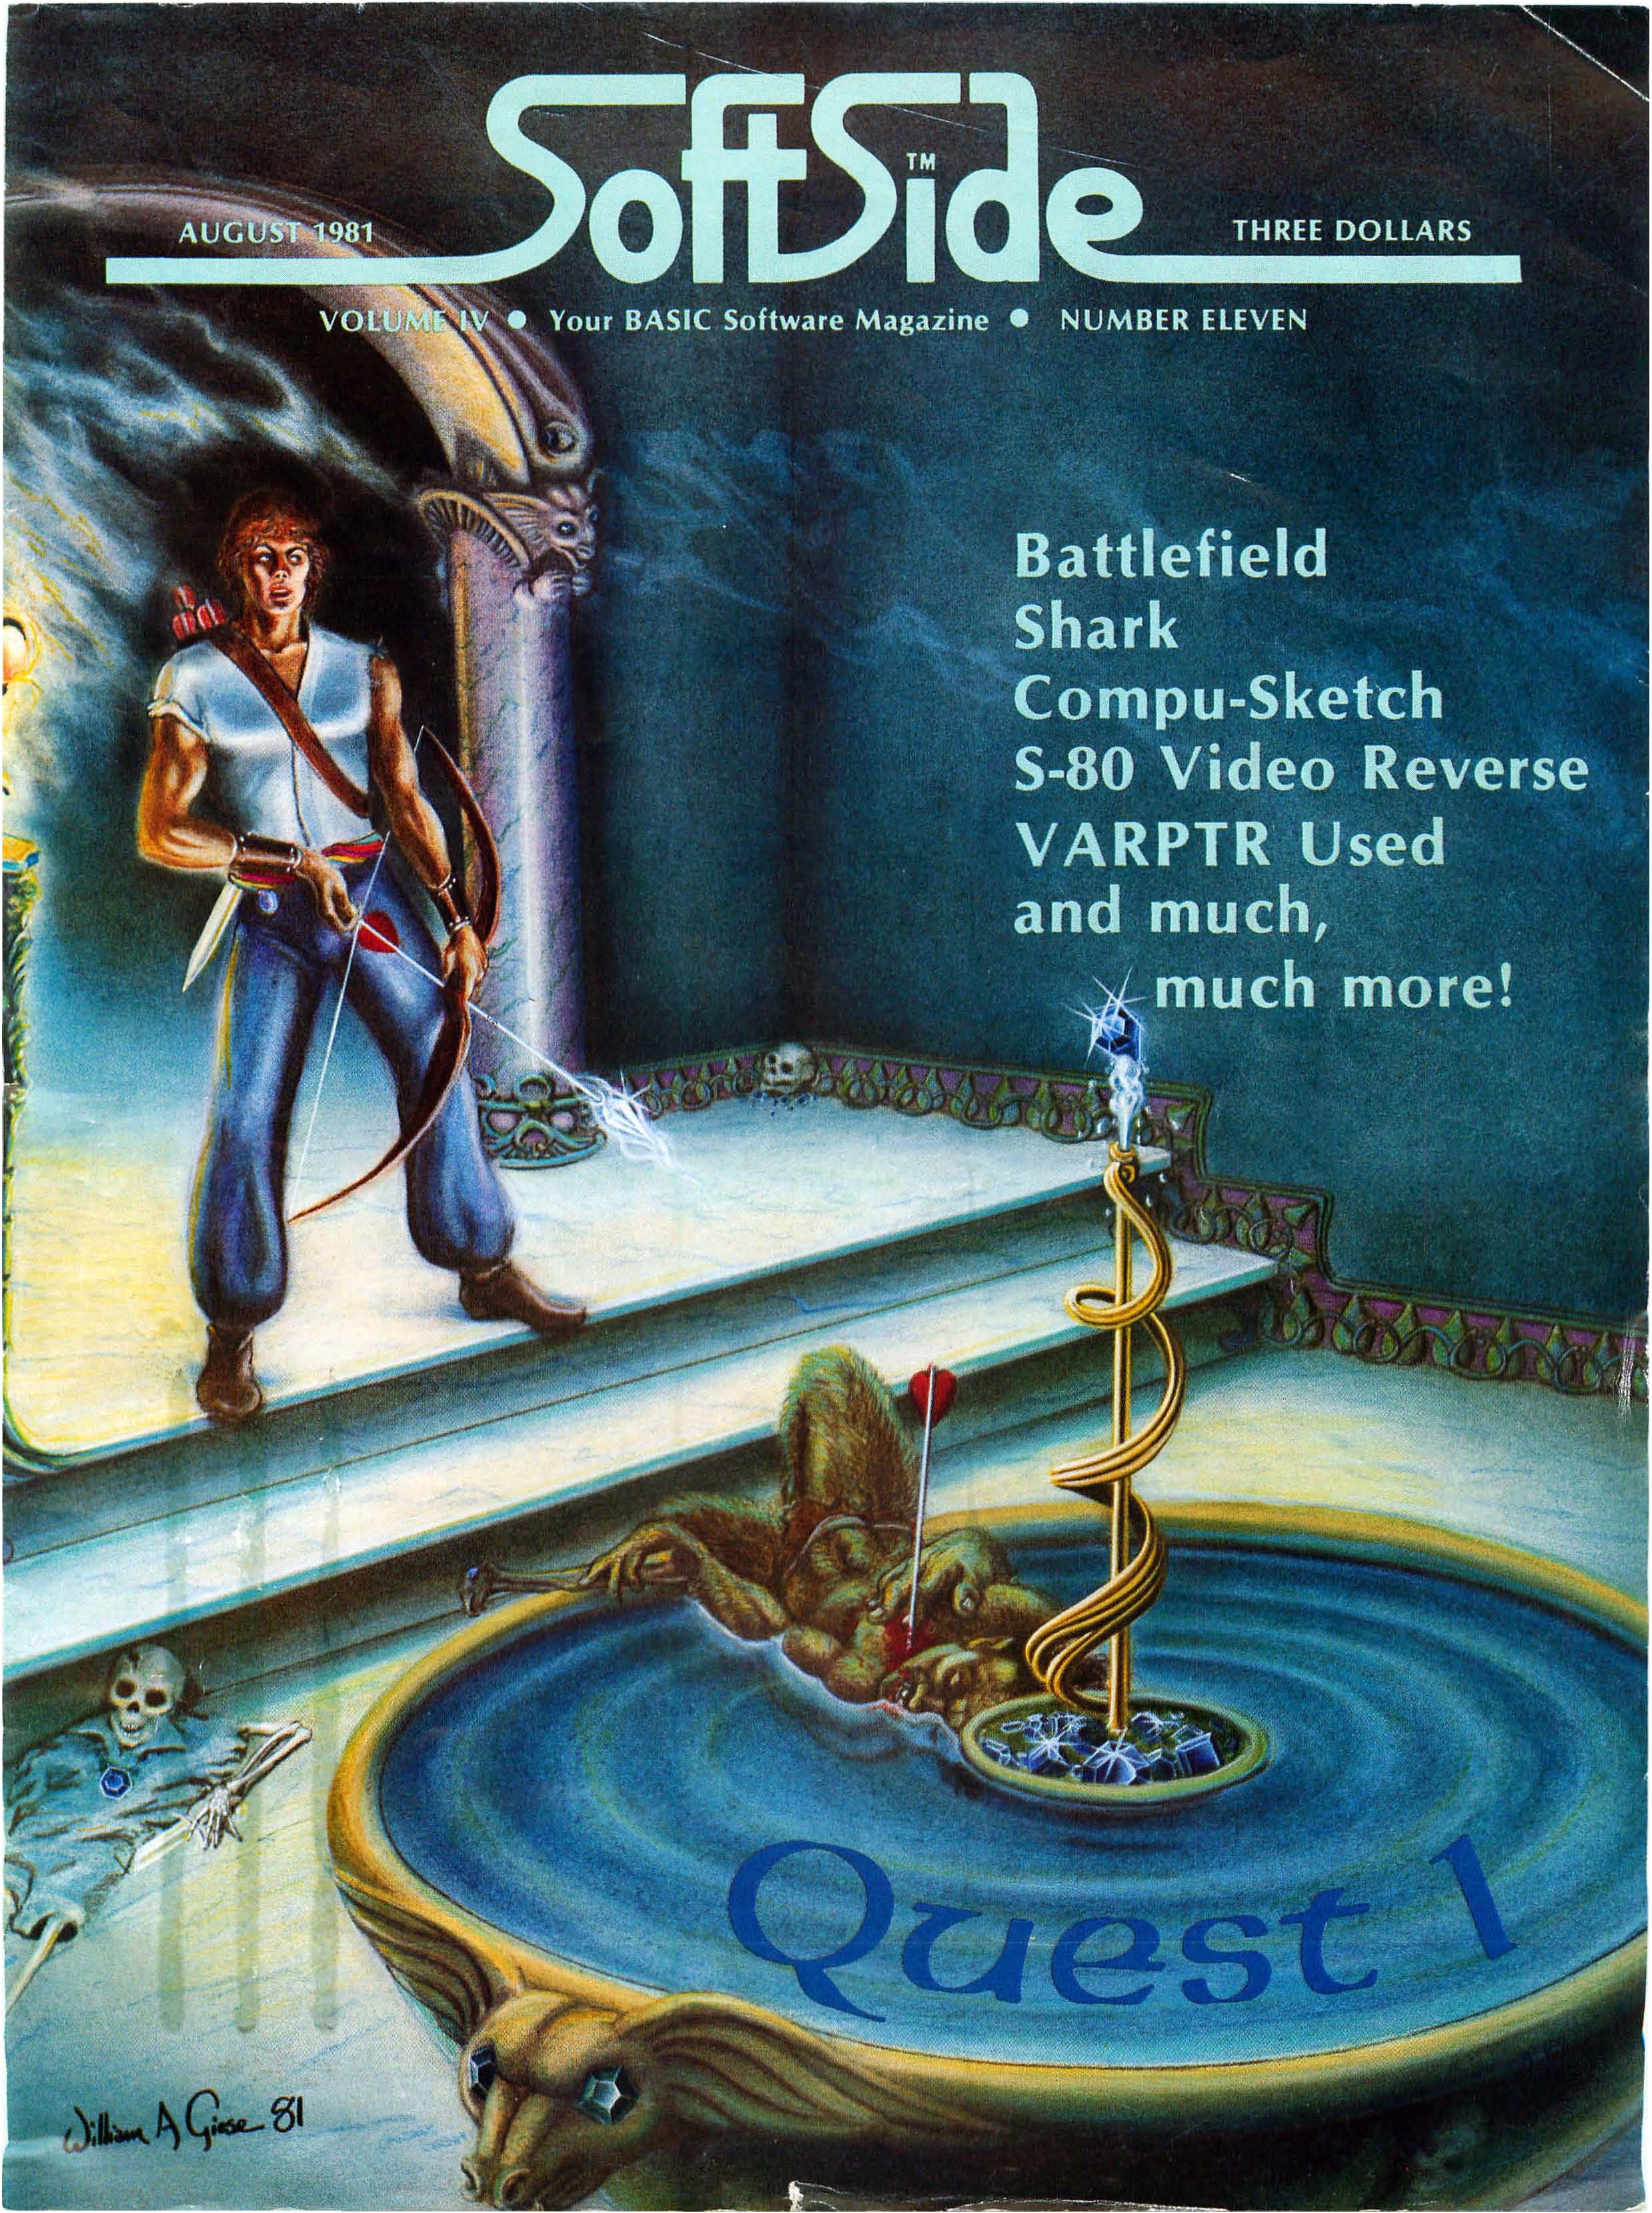 SoftSide
TM
AUGUST 1981
THREE DOLLARS
VOLUME IV • Your BASIC Software Magazine • NUMBER ELEVEN
Battlefield
Shark
Compu-Sketch
S-80 Video Reverse
VARPTR Used
and much,
much more!
Quest 1
William A Giese 81